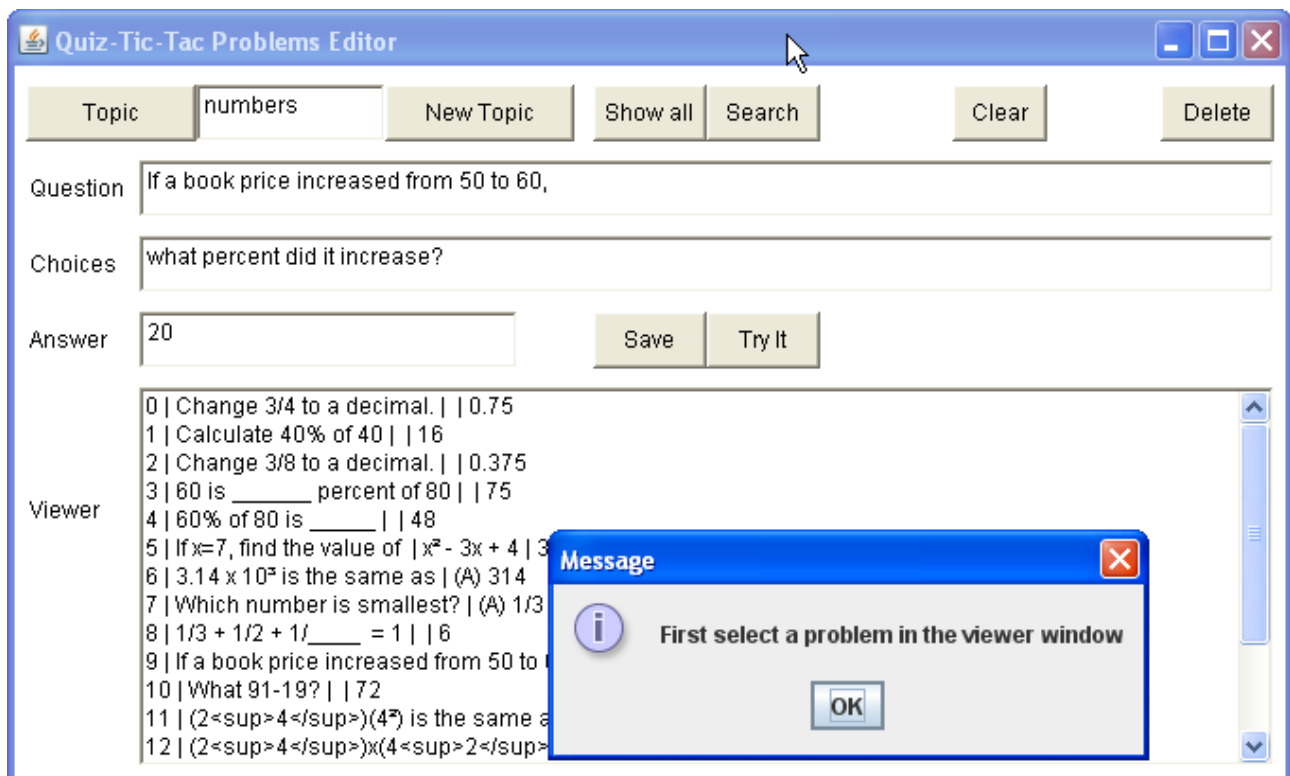 Quiz-Tic-Tac Problems Editor
Topic numbers New Topic Show all Search Clear Delete
Question If a book price increased from 50 to 60,
Choices what percent did it increase?
Answer 20 Save Try It
Viewer
0 | Change 3/4 to a decimal. | | 0.75
1 | Calculate 40% of 40 | | 16
2 | Change 3/8 to a decimal. | | 0.375
3 | 60 is _______ percent of 80 | | 75
4 | 60% of 80 is ______ | | 48
5 | If x=7, find the value of | x² - 3x + 4 | 3
6 | 3.14 x 10² is the same as | (A) 314
7 | Which number is smallest? | (A) 1/3
8 | 1/3 + 1/2 + 1/____ = 1 | | 6
9 | If a book price increased from 50 to
10 | What 91-19? | | 72
11 | (2<sup>4</sup>)(4²) is the same a
12 | (2<sup>4</sup>)x(4<sup>2</sup>
Message
First select a problem in the viewer window
OK